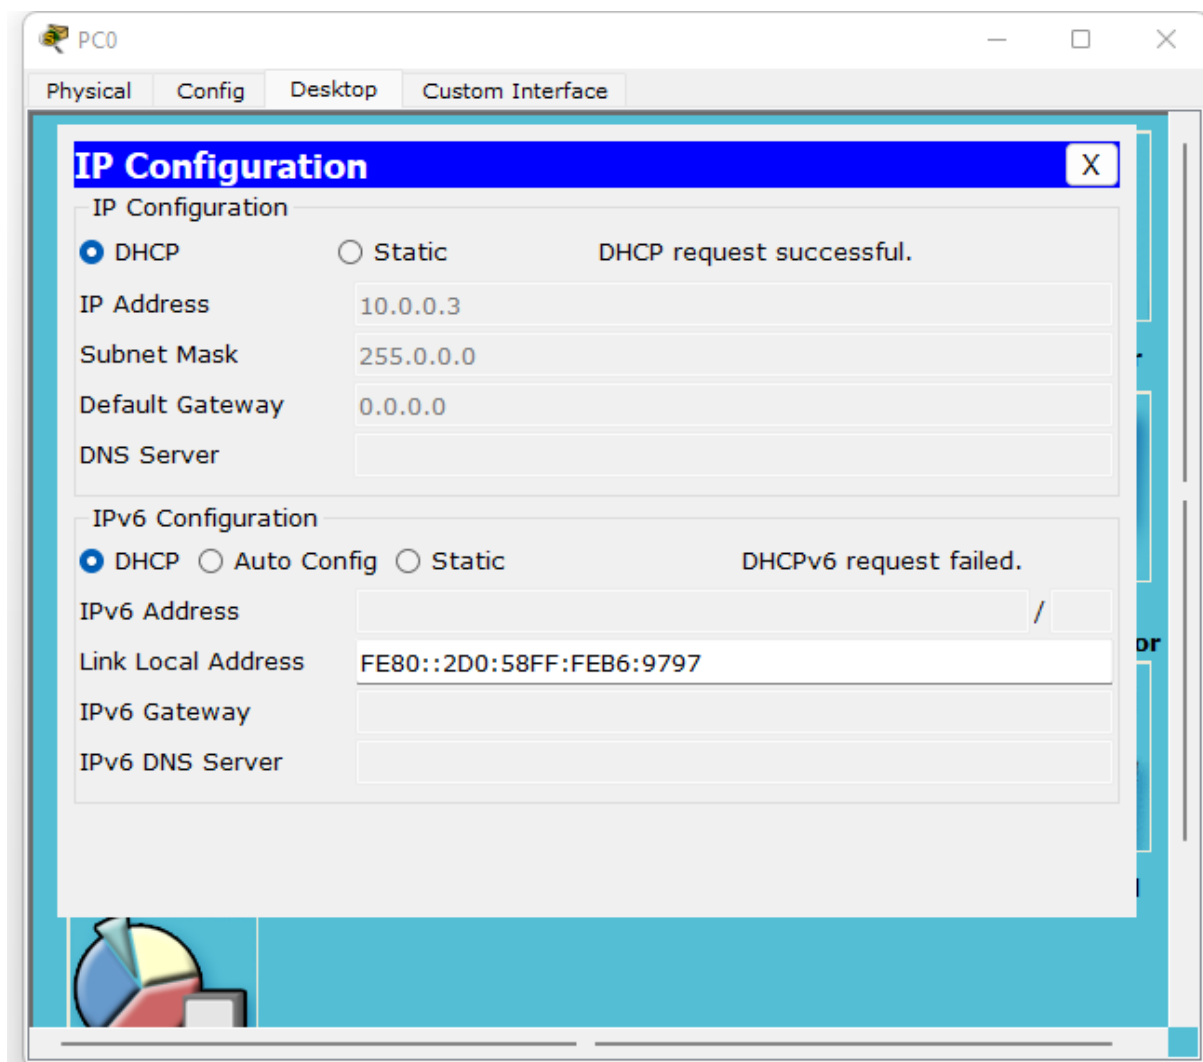 PC0
Physical Config Desktop Custom Interface
IP Configuration X
IP Configuration
DHCP Static DHCP request successful.
IP Address 10.0.0.3
Subnet Mask 255.0.0.0
Default Gateway 0.0.0.0
DNS Server
IPv6 Configuration
DHCP Auto Config Static DHCPv6 request failed.
IPv6 Address /
Link Local Address FE80::2D0:58FF:FEB6:9797
IPv6 Gateway
IPv6 DNS Server